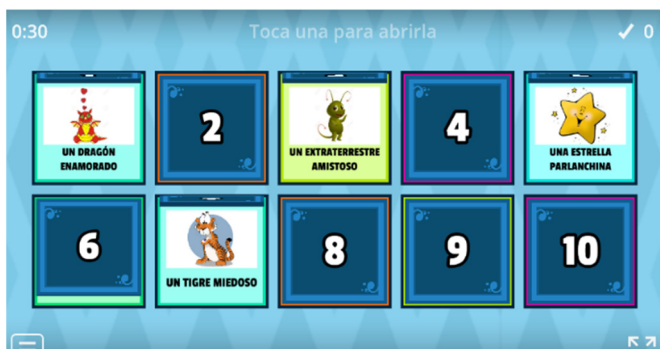 0:30 Toca una para abrirla ✓ 0
UN DRAGÓN
ENAMORADO
2
UN EXTRATERRESTRE
AMISTOSO
4
UNA ESTRELLA
PARLANCHINA
6
UN TIGRE MIEDOSO
8
9
10